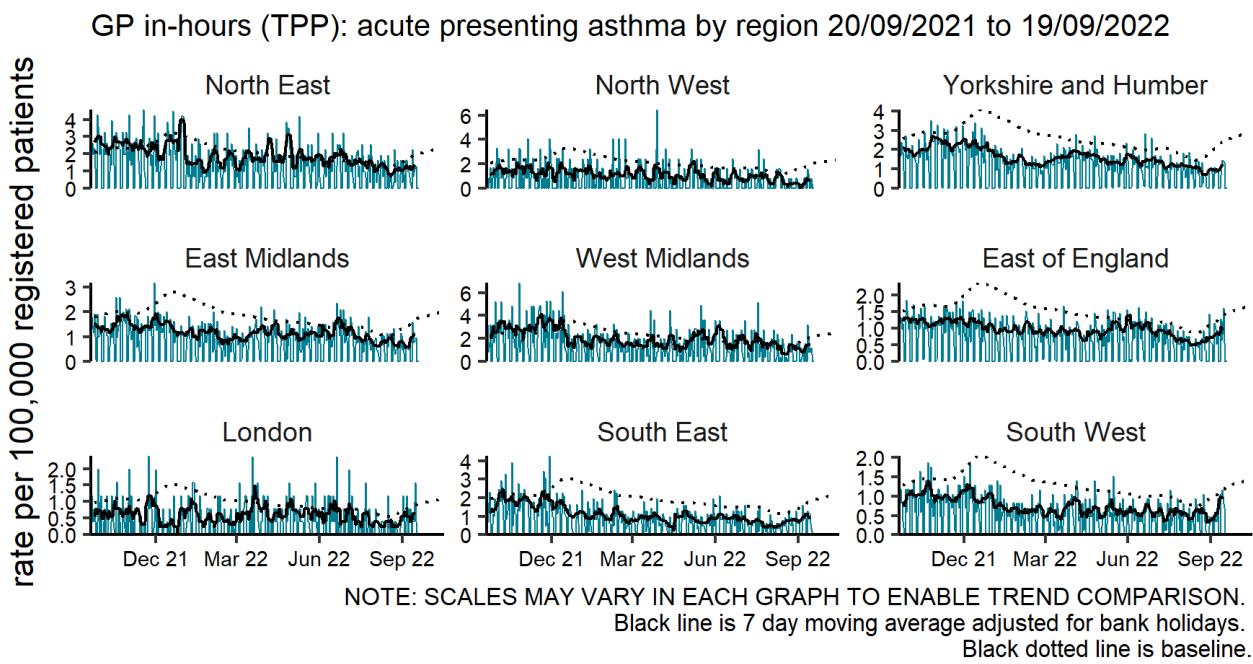 GP in-hours (TPP): acute presenting asthma by region 20/09/2021 to 19/09/2022
rate per 100,000 registered patients
North East
4
3
2
1
0
North West
6
4
2
0
Yorkshire and Humber
4
3
2
1
0
East Midlands
3
2
1
0
West Midlands
6
4
2
0
East of England
2.0
1.5
1.0
0.5
0.0
London
2.0
1.5
1.0
0.5
0.0
Dec 21 Mar 22 Jun 22 Sep 22
South East
4
3
2
1
0
Dec 21 Mar 22 Jun 22 Sep 22
South West
2.0
1.5
1.0
0.5
0.0
Dec 21 Mar 22 Jun 22 Sep 22
NOTE: SCALES MAY VARY IN EACH GRAPH TO ENABLE TREND COMPARISON.
Black line is 7 day moving average adjusted for bank holidays.
Black dotted line is baseline.